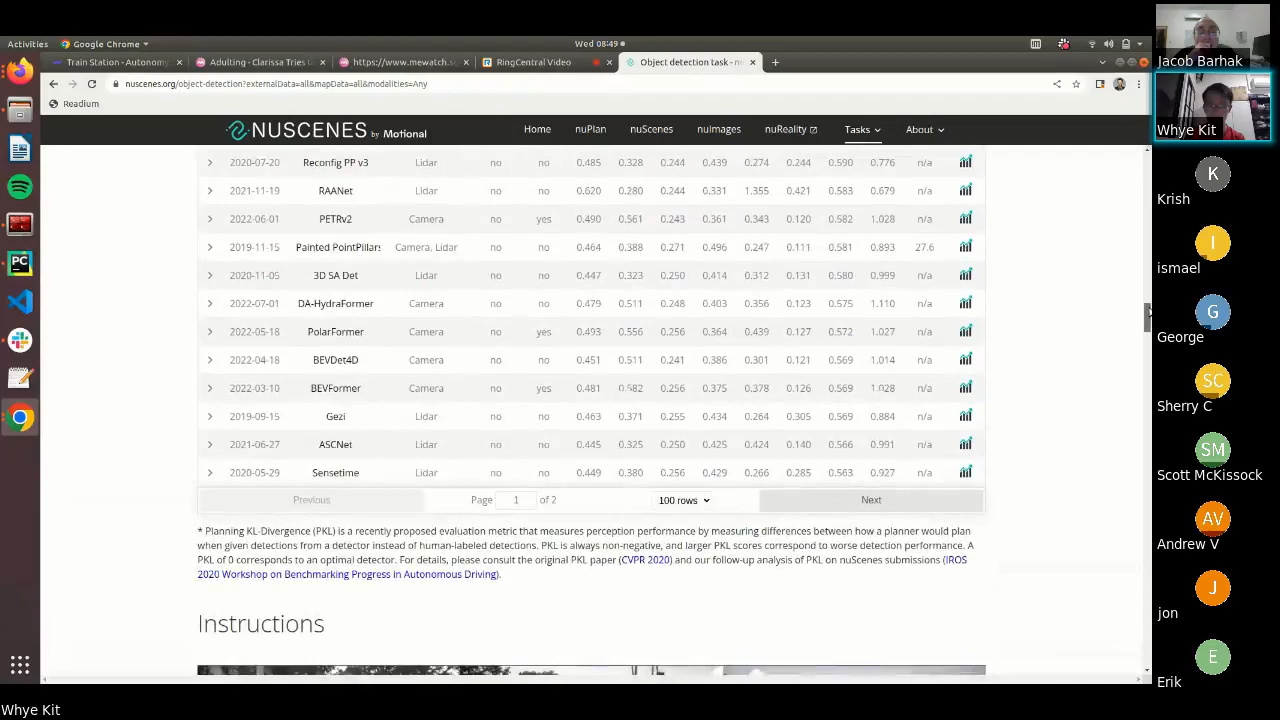 Activities Google Chrome Wed 08:49
Train Station - Autonomy Adulting - Clarissa Tries https://www.mewatch.sg RingCentral Video Object detection task - n
nuscenes.org/object-detection?externalData=all&mapData=all&modalities=Any
Readium
NUSCENES by Motional Home nuPlan nuScenes nuImages nuReality Tasks About
2020-07-20 Reconfig PP v3 Lidar no no 0.485 0.328 0.244 0.439 0.274 0.244 0.590 0.776 n/a
2021-11-19 RAANet Lidar no no 0.620 0.280 0.244 0.331 1.355 0.421 0.583 0.679 n/a
2022-06-01 PETRv2 Camera no yes 0.490 0.561 0.243 0.361 0.343 0.120 0.582 1.028 n/a
2019-11-15 Painted PointPillars Camera, Lidar no no 0.464 0.388 0.271 0.496 0.247 0.111 0.581 0.893 27.6
2020-11-05 3D SA Det Lidar no no 0.447 0.323 0.250 0.414 0.312 0.131 0.580 0.999 n/a
2022-07-01 DA-HydraFormer Camera no no 0.479 0.511 0.248 0.403 0.356 0.123 0.575 1.110 n/a
2022-05-18 PolarFormer Camera no yes 0.493 0.556 0.256 0.364 0.439 0.127 0.572 1.027 n/a
2022-04-18 BEVDet4D Camera no no 0.451 0.511 0.241 0.386 0.301 0.121 0.569 1.014 n/a
2022-03-10 BEVFormer Camera no yes 0.481 0.582 0.256 0.375 0.378 0.126 0.569 1.028 n/a
2019-09-15 Gezi Lidar no no 0.463 0.371 0.255 0.434 0.264 0.305 0.569 0.884 n/a
2021-06-27 ASCNet Lidar no no 0.445 0.325 0.250 0.425 0.424 0.140 0.566 0.991 n/a
2020-05-29 Sensetime Lidar no no 0.449 0.380 0.256 0.429 0.266 0.285 0.563 0.927 n/a
Previous Page 1 of 2 100 rows Next
* Planning KL-Divergence (PKL) is a recently proposed evaluation metric that measures perception performance by measuring differences between how a planner would plan
when given detections from a detector instead of human-labeled detections. PKL is always non-negative, and larger PKL scores correspond to worse detection performance. A
PKL of 0 corresponds to an optimal detector. For details, please consult the original PKL paper (CVPR 2020) and our follow-up analysis of PKL on nuScenes submissions (IROS
2020 Workshop on Benchmarking Progress in Autonomous Driving).
Instructions
Jacob Barhak
Whye Kit
K
Krish
I
ismael
G
George
SC
Sherry C
SM
Scott McKissock
AV
Andrew V
J
jon
E
Erik
Whye Kit